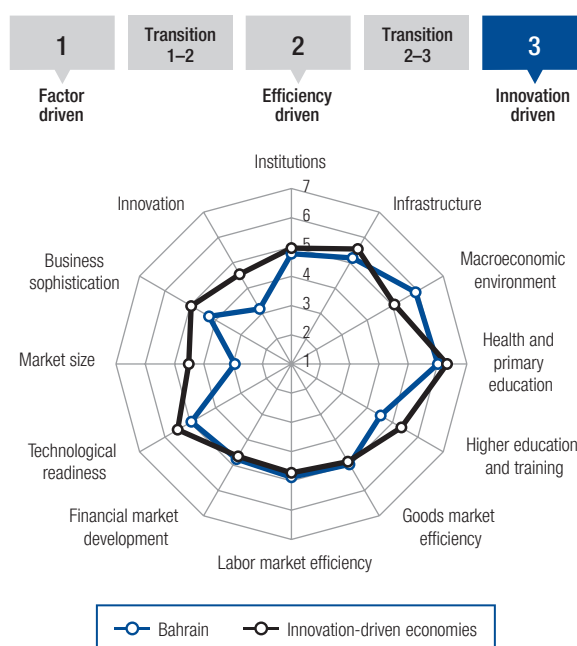 1
Transition
1–2
2
Transition
2–3
3
Factor
driven
Efficiency
driven
Innovation
driven
Institutions
Infrastructure
Macroeconomic
environment
Health and
primary
education
Higher education
and training
Goods market
efficiency
Labor market efficiency
Financial market
development
Technological
readiness
Market size
Business
sophistication
Innovation
7
6
5
4
3
2
1
Bahrain
Innovation-driven economies